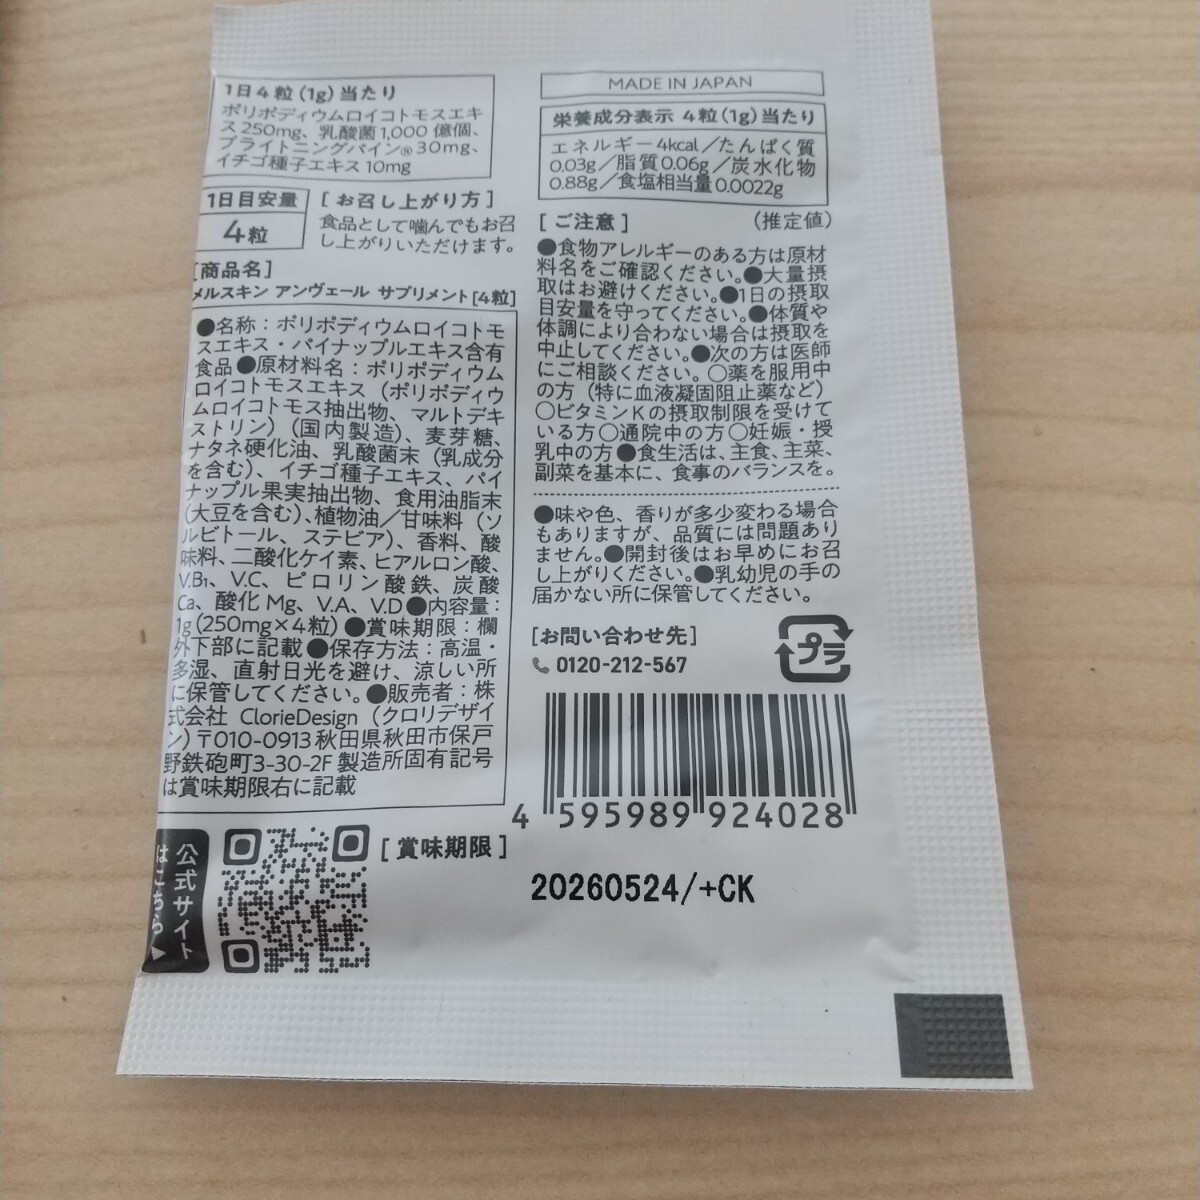 1日4粒(1g)当たり
ポリポディウムロイコトモスエキ
ス250mg、乳酸菌1,000億個、
ブライトニングパイン®30mg、
イチゴ種子エキス10mg
1日目安量
4粒
[お召し上がり方]
食品として噛んでもお召
し上がりいただけます。
[商品名]
メルスキン アンヴェール サプリメント[4粒]
●名称：ポリポディウムロイコトモ
スエキス・パイナップルエキス含有
食品●原材料名：ポリポディウム
ロイコトモスエキス（ポリポディウ
ムロイコトモス抽出物、マルトデキ
ストリン）（国内製造）、麦芽糖、
ナタネ硬化油、乳酸菌末（乳成分
を含む）、イチゴ種子エキス、パイ
ナップル果実抽出物、食用油脂末
(大豆を含む)、植物油／甘味料（ソ
ルビトール、ステビア）、香料、酸
味料、二酸化ケイ素、ヒアルロン酸、
V.B₁、V.C、ピロリン酸鉄、炭酸
Ca、酸化Mg、V.A、V.D●内容量：
1g(250mg×4粒)●賞味期限：欄
外下部に記載●保存方法：高温・
多湿、直射日光を避け、涼しい所
に保管してください。●販売者：株
式会社 ClorieDesign（クロリデザイ
ン）〒010-0913秋田県秋田市保戸
野鉄砲町3-30-2F 製造所固有記号
は賞味期限右に記載
公式サイト
はこちら▶
MADE IN JAPAN
栄養成分表示 4粒(1g)当たり
エネルギー4kcal／たんぱく質
0.03g／脂質0.06g／炭水化物
0.88g／食塩相当量0.0022g
[ご注意]
(推定値)
●食物アレルギーのある方は原材
料名をご確認ください。●大量摂
取はお避けください。●1日の摂取
目安量を守ってください。●体質や
体調により合わない場合は摂取を
中止してください。●次の方は医師
にご相談ください。○薬を服用中
の方（特に血液凝固阻止薬など）
○ビタミンKの摂取制限を受けて
いる方○通院中の方○妊娠・授
乳中の方●食生活は、主食、主菜、
副菜を基本に、食事のバランスを。
●味や色、香りが多少変わる場合
もありますが、品質には問題あり
ません。●開封後はお早めにお召
し上がりください。●乳幼児の手の
届かない所に保管してください。
[お問い合わせ先]
0120-212-567
プラ
4 595989 924028
[賞味期限]
20260524/+CK